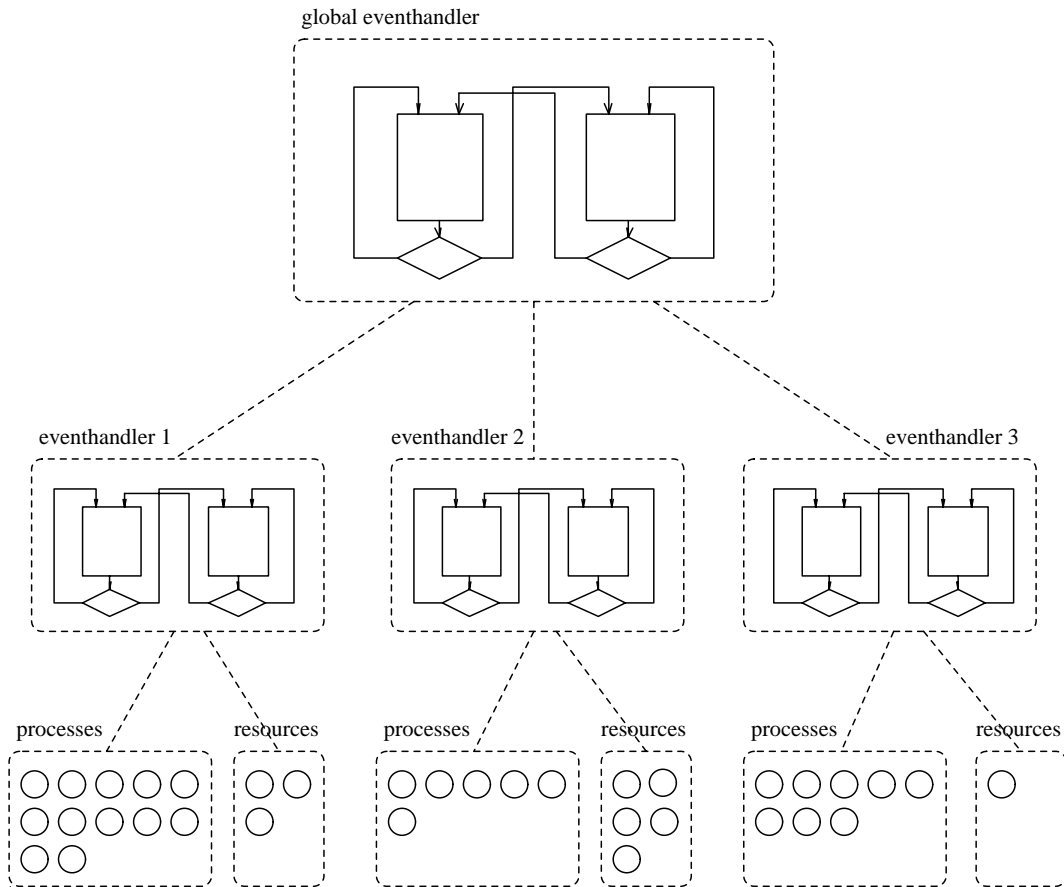 global eventhandler
eventhandler 1
eventhandler 2
eventhandler 3
processes
resources
processes
resources
processes
resources